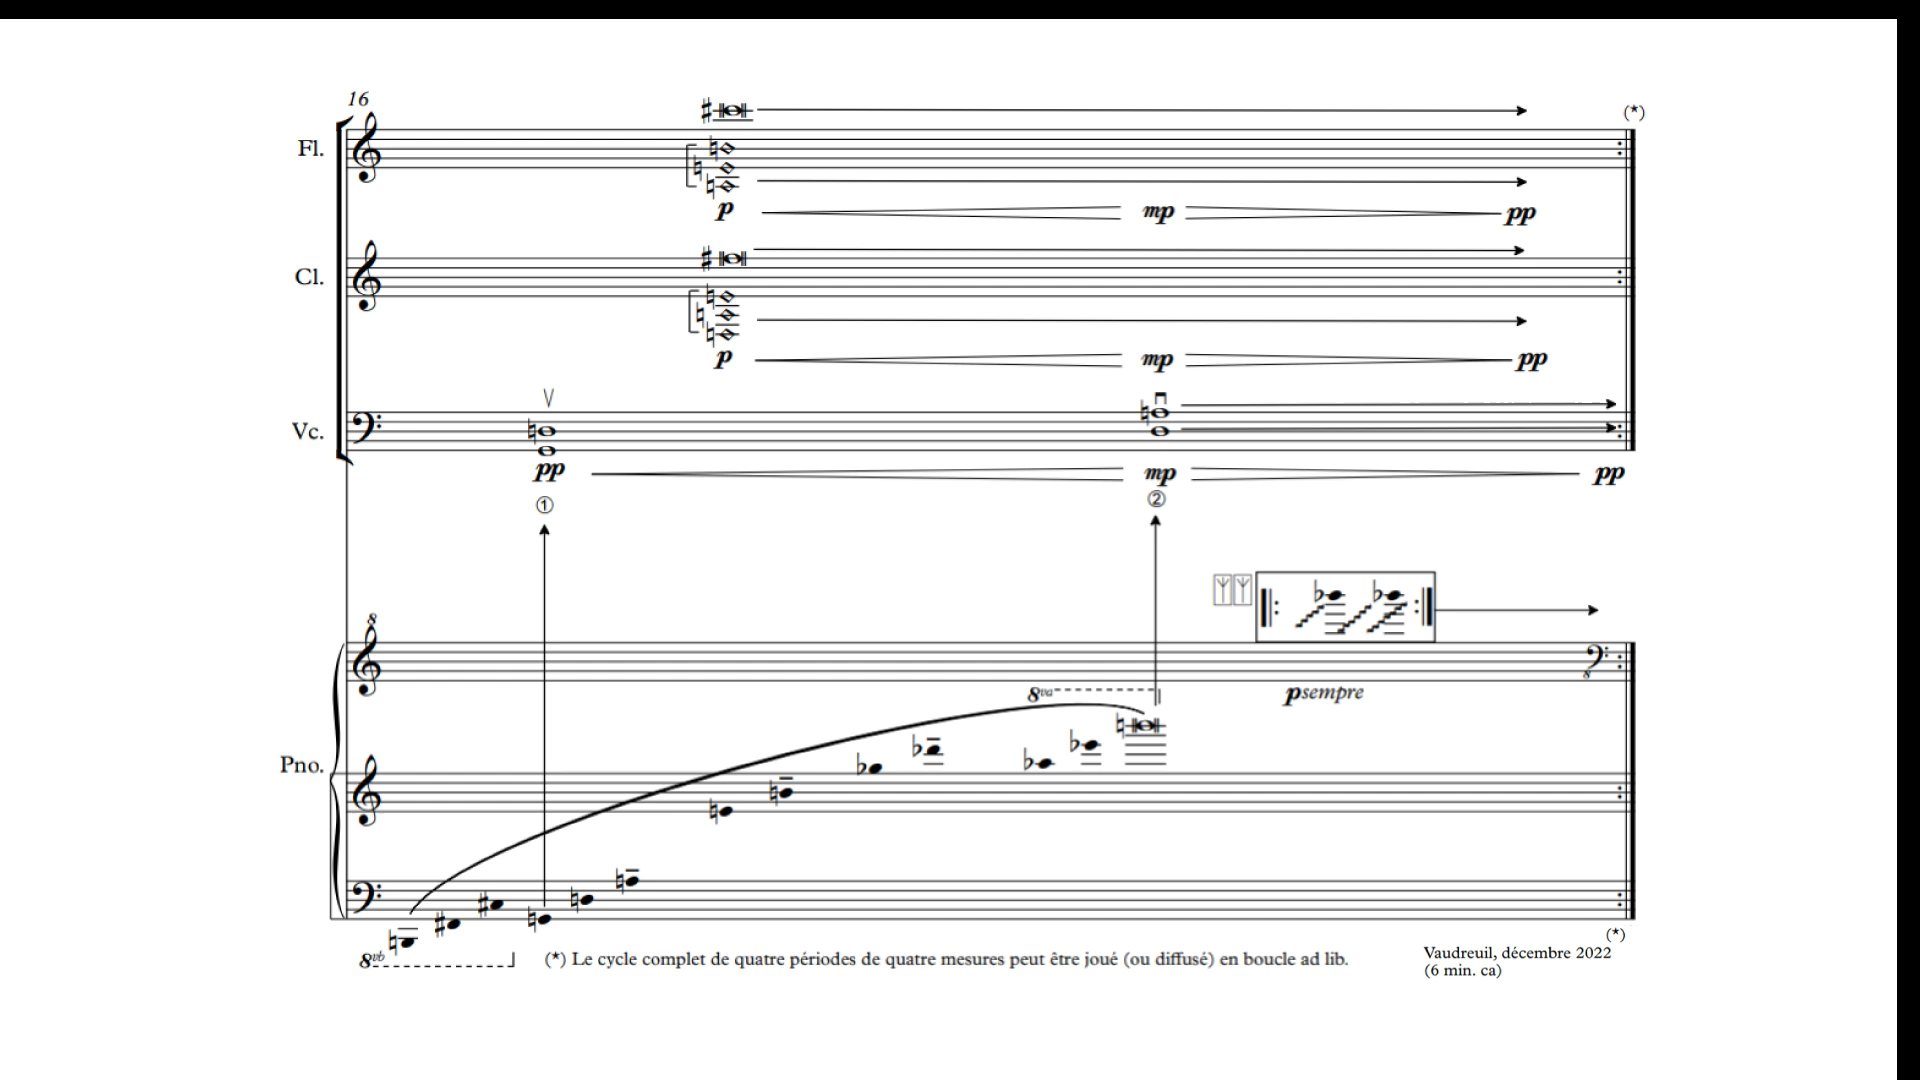 16
(*)
Fl.
p mp pp
Cl.
p mp pp
Vc.
pp mp pp
① ②
8
8va
p sempre
8
Pno.
(*)
8vb
(*) Le cycle complet de quatre périodes de quatre mesures peut être joué (ou diffusé) en boucle ad lib.
Vaudreuil, décembre 2022
(6 min. ca)